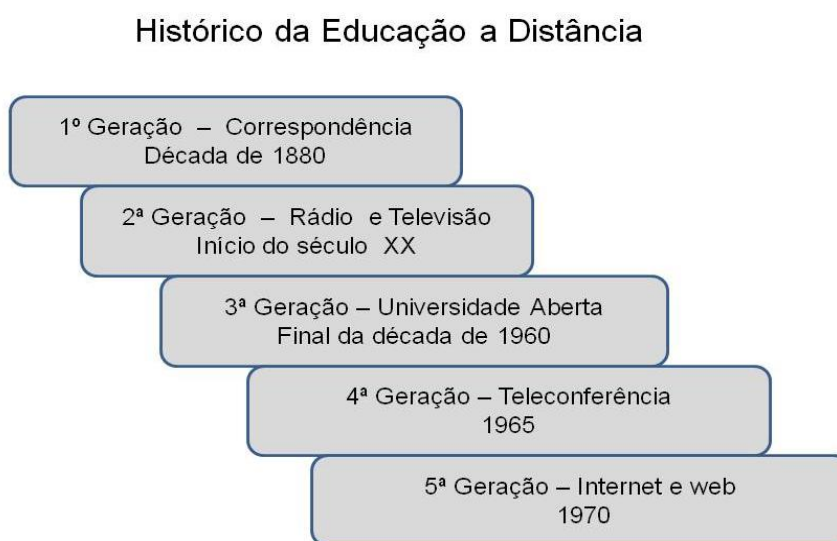 Histórico da Educação a Distância
1º Geração – Correspondência
Década de 1880
2ª Geração – Rádio e Televisão
Início do século XX
3ª Geração – Universidade Aberta
Final da década de 1960
4ª Geração – Teleconferência
1965
5ª Geração – Internet e web
1970